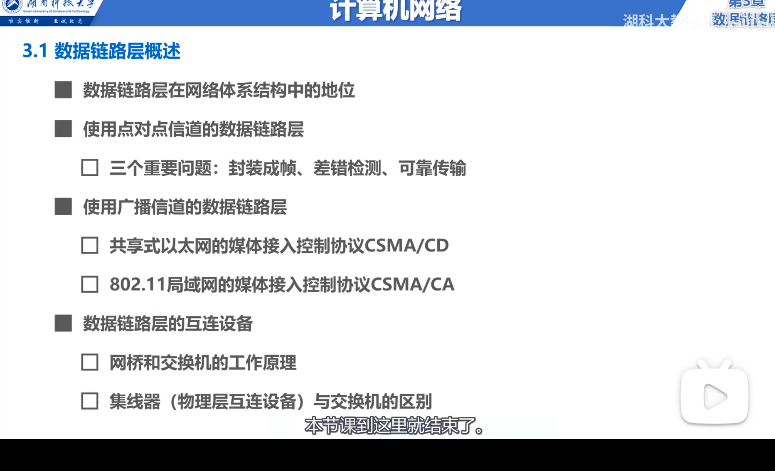 湖南科技大学
计算机网络
第3章
湖科大教
数据链路层
3.1 数据链路层概述
数据链路层在网络体系结构中的地位
使用点对点信道的数据链路层
三个重要问题：封装成帧、差错检测、可靠传输
使用广播信道的数据链路层
共享式以太网的媒体接入控制协议CSMA/CD
802.11局域网的媒体接入控制协议CSMA/CA
数据链路层的互连设备
网桥和交换机的工作原理
集线器（物理层互连设备）与交换机的区别
本节课到这里就结束了。